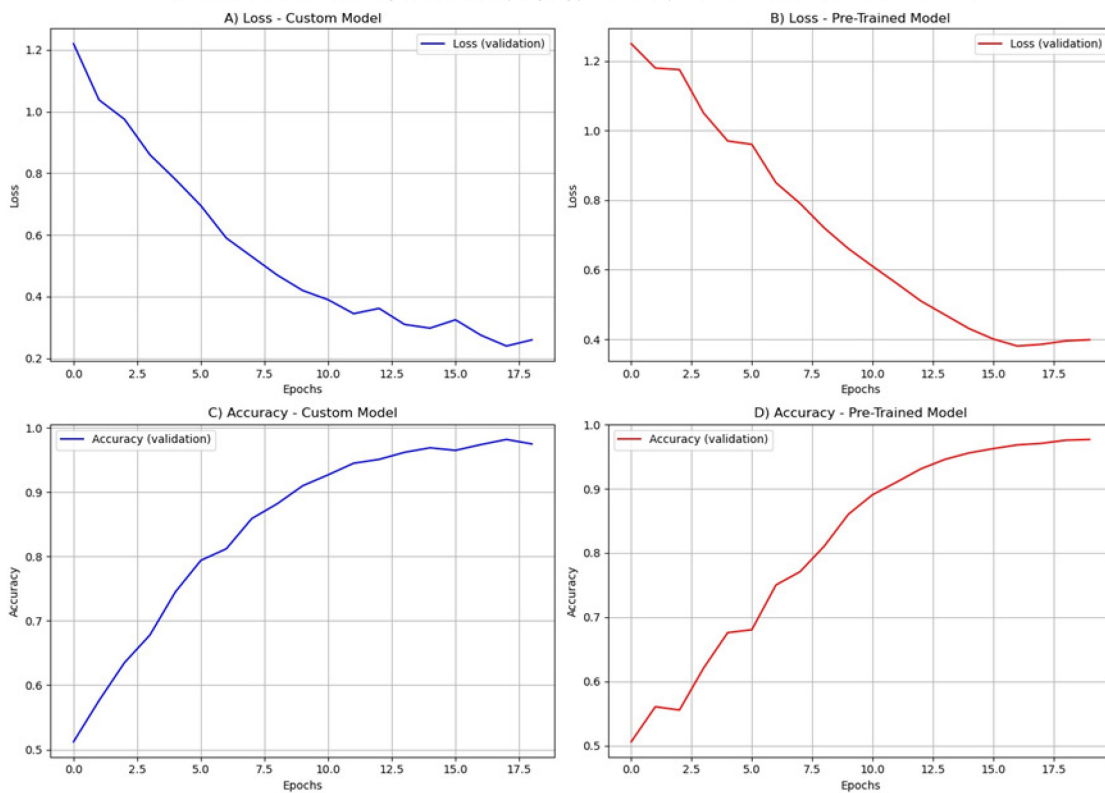 A) Loss - Custom Model
Loss (validation)
1.2
1.0
0.8
0.6
0.4
0.2
Loss
0.0 2.5 5.0 7.5 10.0 12.5 15.0 17.5
Epochs
B) Loss - Pre-Trained Model
Loss (validation)
1.2
1.0
0.8
0.6
0.4
Loss
0.0 2.5 5.0 7.5 10.0 12.5 15.0 17.5
Epochs
C) Accuracy - Custom Model
Accuracy (validation)
1.0
0.9
0.8
0.7
0.6
0.5
Accuracy
0.0 2.5 5.0 7.5 10.0 12.5 15.0 17.5
Epochs
D) Accuracy - Pre-Trained Model
Accuracy (validation)
1.0
0.9
0.8
0.7
0.6
0.5
Accuracy
0.0 2.5 5.0 7.5 10.0 12.5 15.0 17.5
Epochs